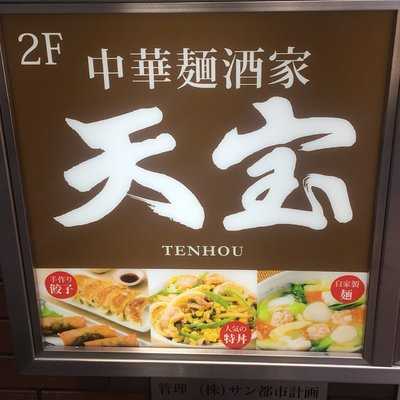 2F
中華麺酒家
天宝
TENHOU
手作り
餃子
人気の
特丼
自家製
麺
管理 (株)サン都市計画